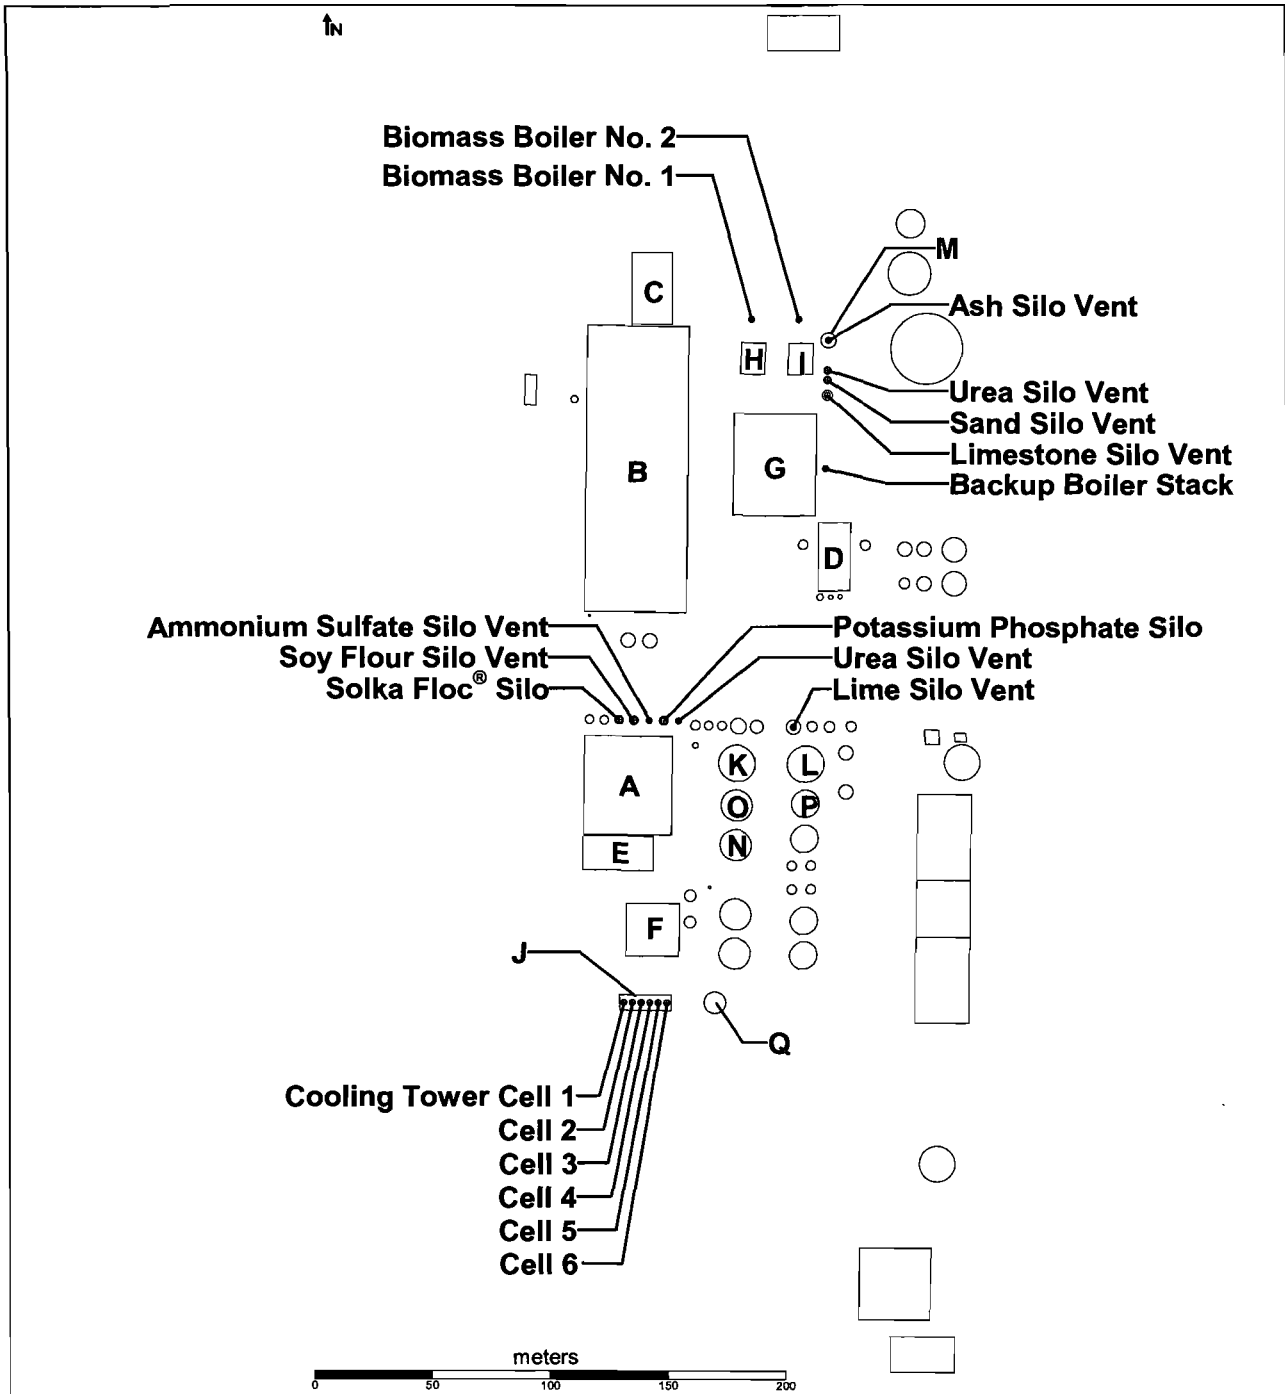 N
Biomass Boiler No. 2
Biomass Boiler No. 1
M
C
Ash Silo Vent
H
I
Urea Silo Vent
Sand Silo Vent
Limestone Silo Vent
B
G
Backup Boiler Stack
D
Ammonium Sulfate Silo Vent
Potassium Phosphate Silo
Soy Flour Silo Vent
Urea Silo Vent
Solka Floc® Silo
Lime Silo Vent
K
L
A
O
P
N
E
F
J
Q
Cooling Tower Cell 1
Cell 2
Cell 3
Cell 4
Cell 5
Cell 6
meters
0 50 100 150 200